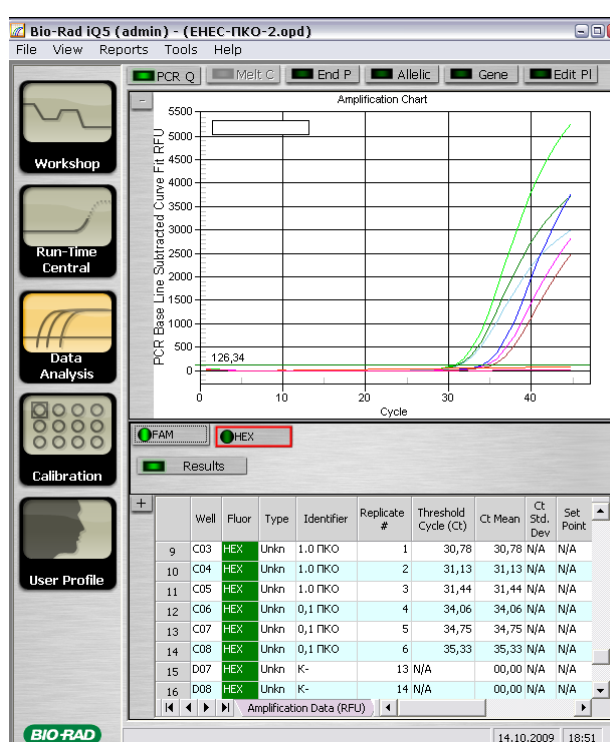 Bio-Rad iQ5 (admin) - (EHEC-ПКО-2.opd)
File View Reports Tools Help
PCR Q Melt C End P Allelic Gene Edit Pl
Workshop
Run-Time
Central
Data
Analysis
Calibration
User Profile
BIO-RAD
-
Amplification Chart
PCR Base Line Subtracted Curve Fit RFU
5500
5000
4500
4000
3500
3000
2500
2000
1500
1000
500
0
126,34
0 10 20 30 40
Cycle
FAM HEX
Results
+
Well Fluor Type Identifier Replicate # Threshold Cycle (Ct) Ct Mean Ct Std. Dev Set Point
9 C03 HEX Unkn 1.0 ПКО 1 30,78 30,78 N/A N/A
10 C04 HEX Unkn 1.0 ПКО 2 31,13 31,13 N/A N/A
11 C05 HEX Unkn 1.0 ПКО 3 31,44 31,44 N/A N/A
12 C06 HEX Unkn 0,1 ПКО 4 34,06 34,06 N/A N/A
13 C07 HEX Unkn 0,1 ПКО 5 34,75 34,75 N/A N/A
14 C08 HEX Unkn 0,1 ПКО 6 35,33 35,33 N/A N/A
15 D07 HEX Unkn K- 13 N/A 00,00 N/A N/A
16 D08 HEX Unkn K- 14 N/A 00,00 N/A N/A
Amplification Data (RFU)
14.10.2009 18:51